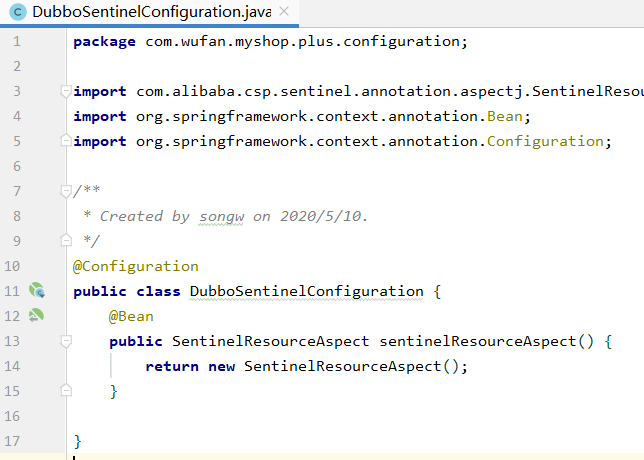 DubboSentinelConfiguration.java
1 package com.wufan.myshop.plus.configuration;
2
3 import com.alibaba.csp.sentinel.annotation.aspectj.SentinelResou
4 import org.springframework.context.annotation.Bean;
5 import org.springframework.context.annotation.Configuration;
6
7 /**
8 * Created by songw on 2020/5/10.
9 */
10 @Configuration
11 public class DubboSentinelConfiguration {
12 @Bean
13 public SentinelResourceAspect sentinelResourceAspect() {
14 return new SentinelResourceAspect();
15 }
16
17 }